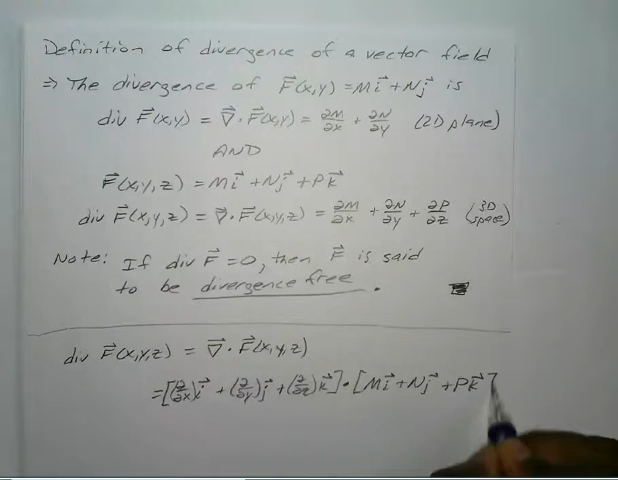 Definition of divergence of a vector field
⇒ The divergence of F⃗(x,y) = Mi⃗ + Nj⃗ is
div F⃗(x,y) = ∇⃗ · F⃗(x,y) = ∂M/∂x + ∂N/∂y (2D plane)
AND
F⃗(x,y,z) = Mi⃗ + Nj⃗ + Pk⃗
div F⃗(x,y,z) = ∇⃗ · F⃗(x,y,z) = ∂M/∂x + ∂N/∂y + ∂P/∂z (3D space)
Note: If div F⃗ = 0, then F⃗ is said
to be divergence free.
div F⃗(x,y,z) = ∇⃗ · F⃗(x,y,z)
= [(∂/∂x)i⃗ + (∂/∂y)j⃗ + (∂/∂z)k⃗] · [Mi⃗ + Nj⃗ + Pk⃗]